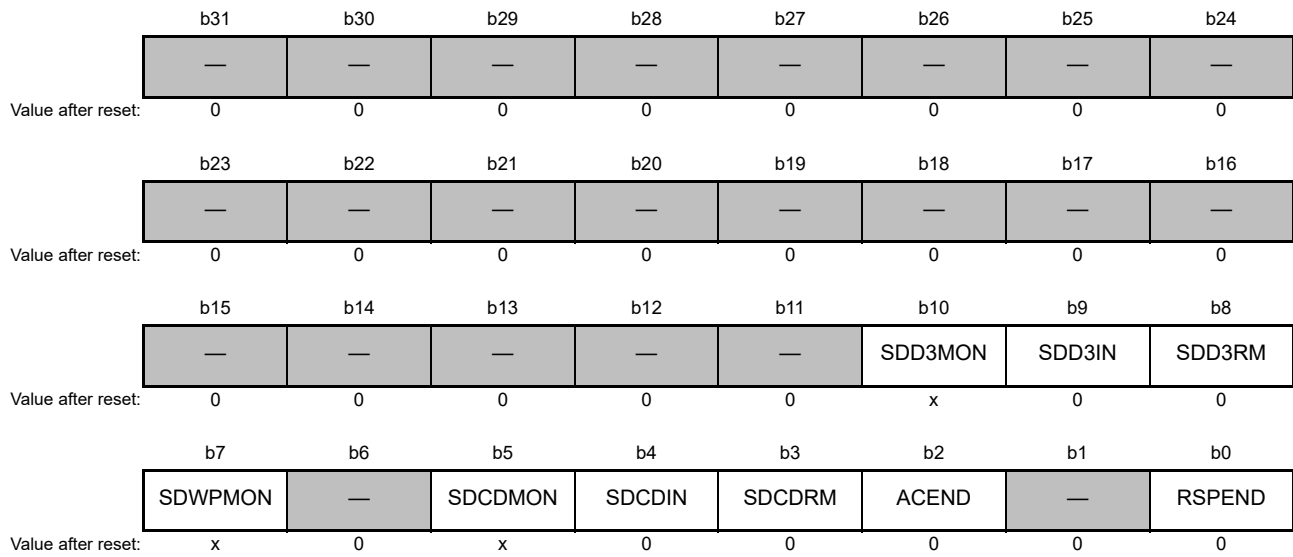 b31 b30 b29 b28 b27 b26 b25 b24
— — — — — — — —
Value after reset: 0 0 0 0 0 0 0 0
b23 b22 b21 b20 b19 b18 b17 b16
— — — — — — — —
Value after reset: 0 0 0 0 0 0 0 0
b15 b14 b13 b12 b11 b10 b9 b8
— — — — — SDD3MON SDD3IN SDD3RM
Value after reset: 0 0 0 0 0 x 0 0
b7 b6 b5 b4 b3 b2 b1 b0
SDWPMON — SDCDMON SDCDIN SDCDRM ACEND — RSPEND
Value after reset: x 0 x 0 0 0 0 0